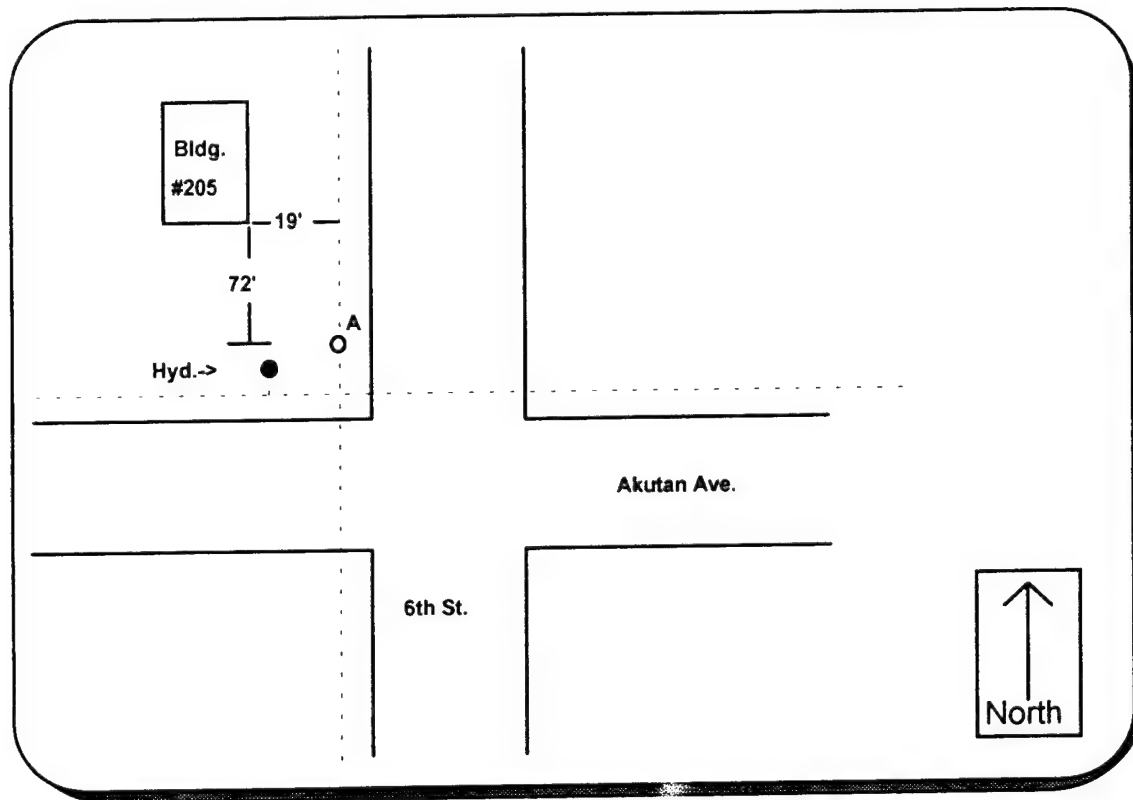 Bldg.
#205
19'
72'
A
Hyd.->
Akutan Ave.
6th St.
North